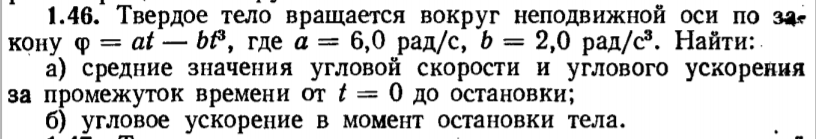 1.46. Твердое тело вращается вокруг неподвижной оси по за-
кону φ = at — bt³, где a = 6,0 рад/с, b = 2,0 рад/с³. Найти:
а) средние значения угловой скорости и углового ускорения
за промежуток времени от t = 0 до остановки;
б) угловое ускорение в момент остановки тела.